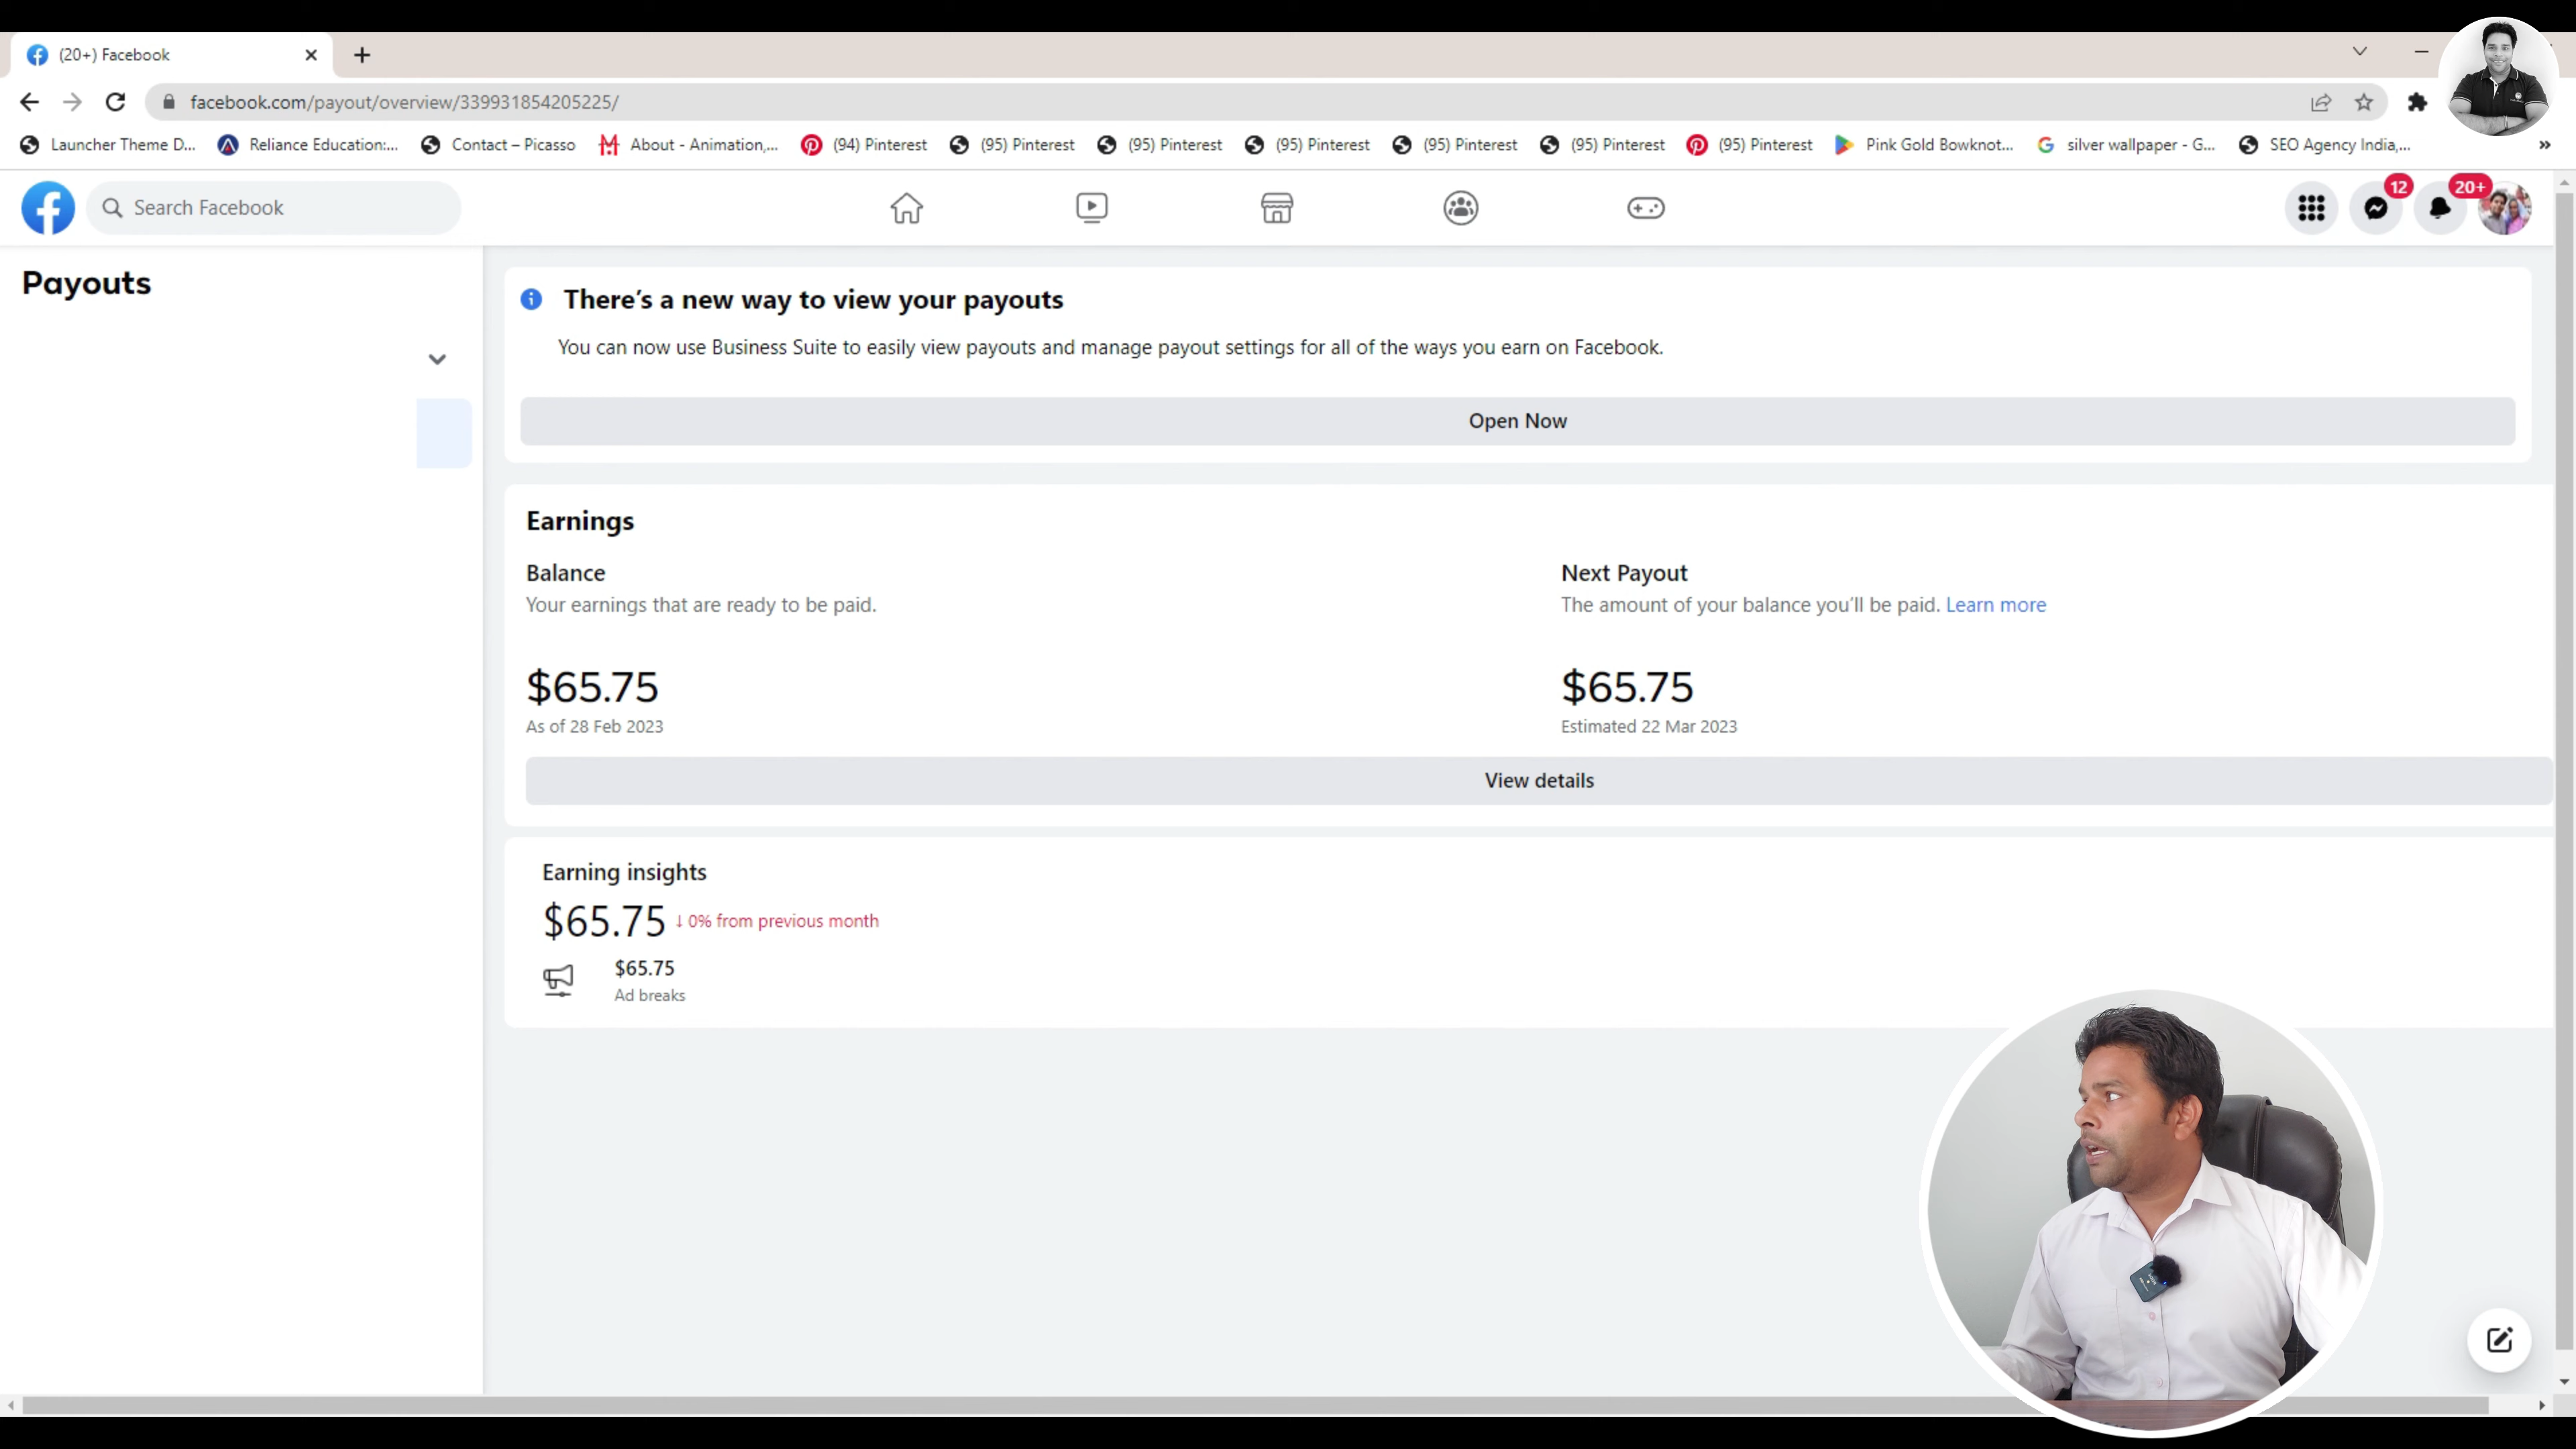 (20+) Facebook
facebook.com/payout/overview/339931854205225/
Launcher Theme D... Reliance Education:... Contact – Picasso About - Animation,... (94) Pinterest (95) Pinterest (95) Pinterest (95) Pinterest (95) Pinterest (95) Pinterest (95) Pinterest Pink Gold Bowknot... silver wallpaper - G... SEO Agency India,...
Search Facebook 12 20+
Payouts
There's a new way to view your payouts
You can now use Business Suite to easily view payouts and manage payout settings for all of the ways you earn on Facebook.
Open Now
Earnings
Balance Next Payout
Your earnings that are ready to be paid. The amount of your balance you'll be paid. Learn more
$65.75 $65.75
As of 28 Feb 2023 Estimated 22 Mar 2023
View details
Earning insights
$65.75 ↓ 0% from previous month
$65.75
Ad breaks